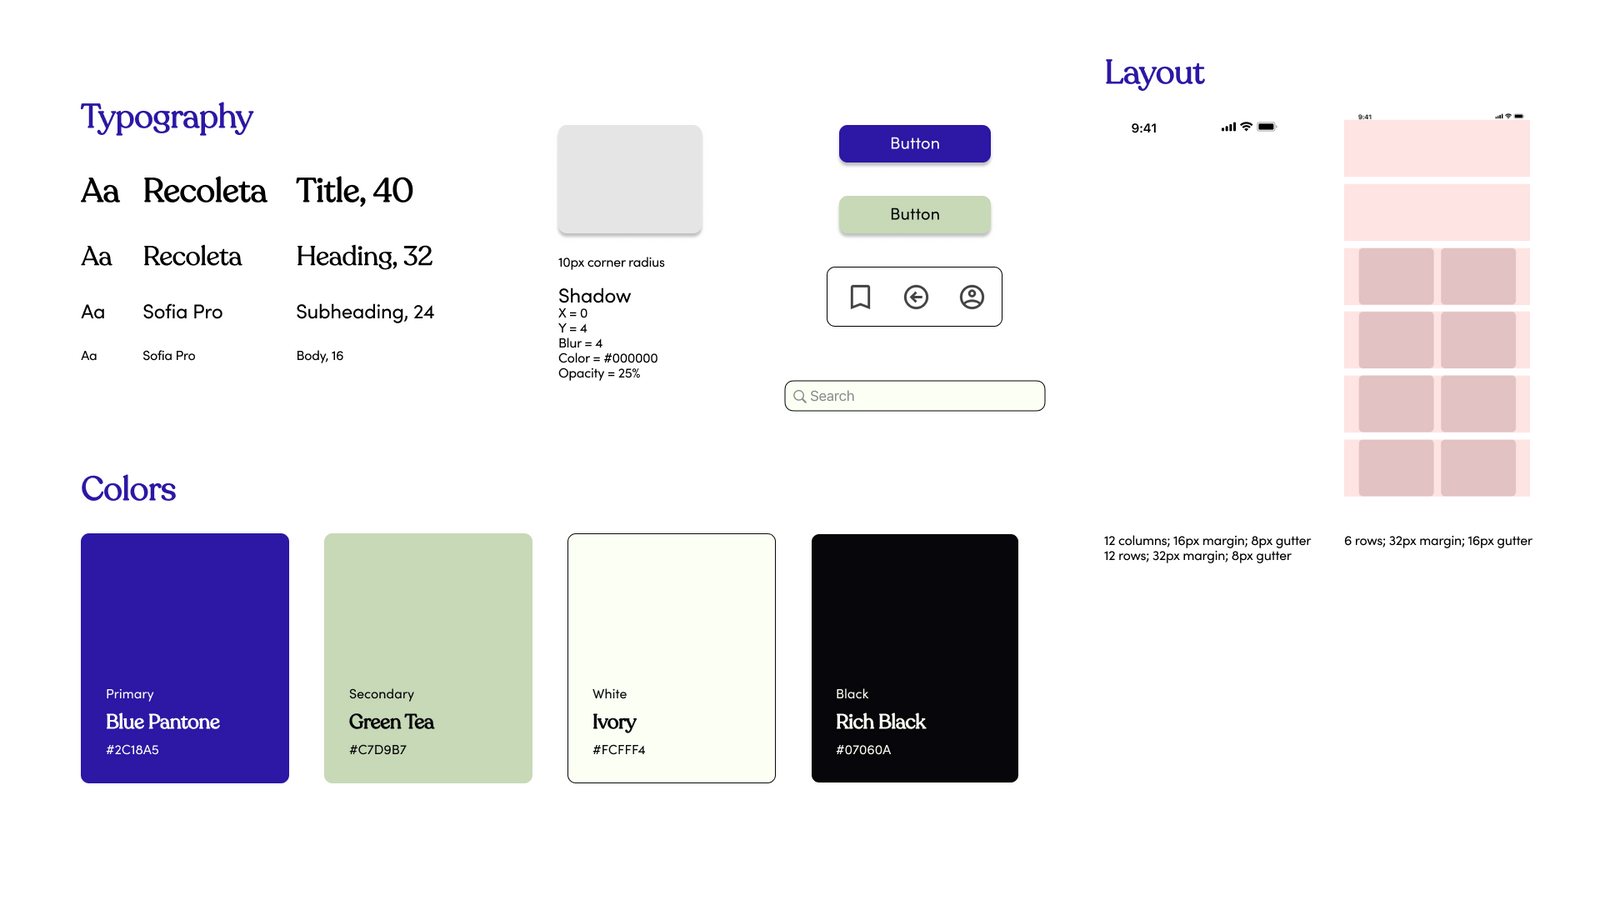 Typography
Aa Recoleta Title, 40
Aa Recoleta Heading, 32
Aa Sofia Pro Subheading, 24
Aa Sofia Pro Body, 16
10px corner radius
Shadow
X = 0
Y = 4
Blur = 4
Color = #000000
Opacity = 25%
Button
Button
Search
Layout
9:41
9:41
12 columns; 16px margin; 8px gutter
12 rows; 32px margin; 8px gutter
6 rows; 32px margin; 16px gutter
Colors
Primary
Blue Pantone
#2C18A5
Secondary
Green Tea
#C7D9B7
White
Ivory
#FCFFF4
Black
Rich Black
#07060A